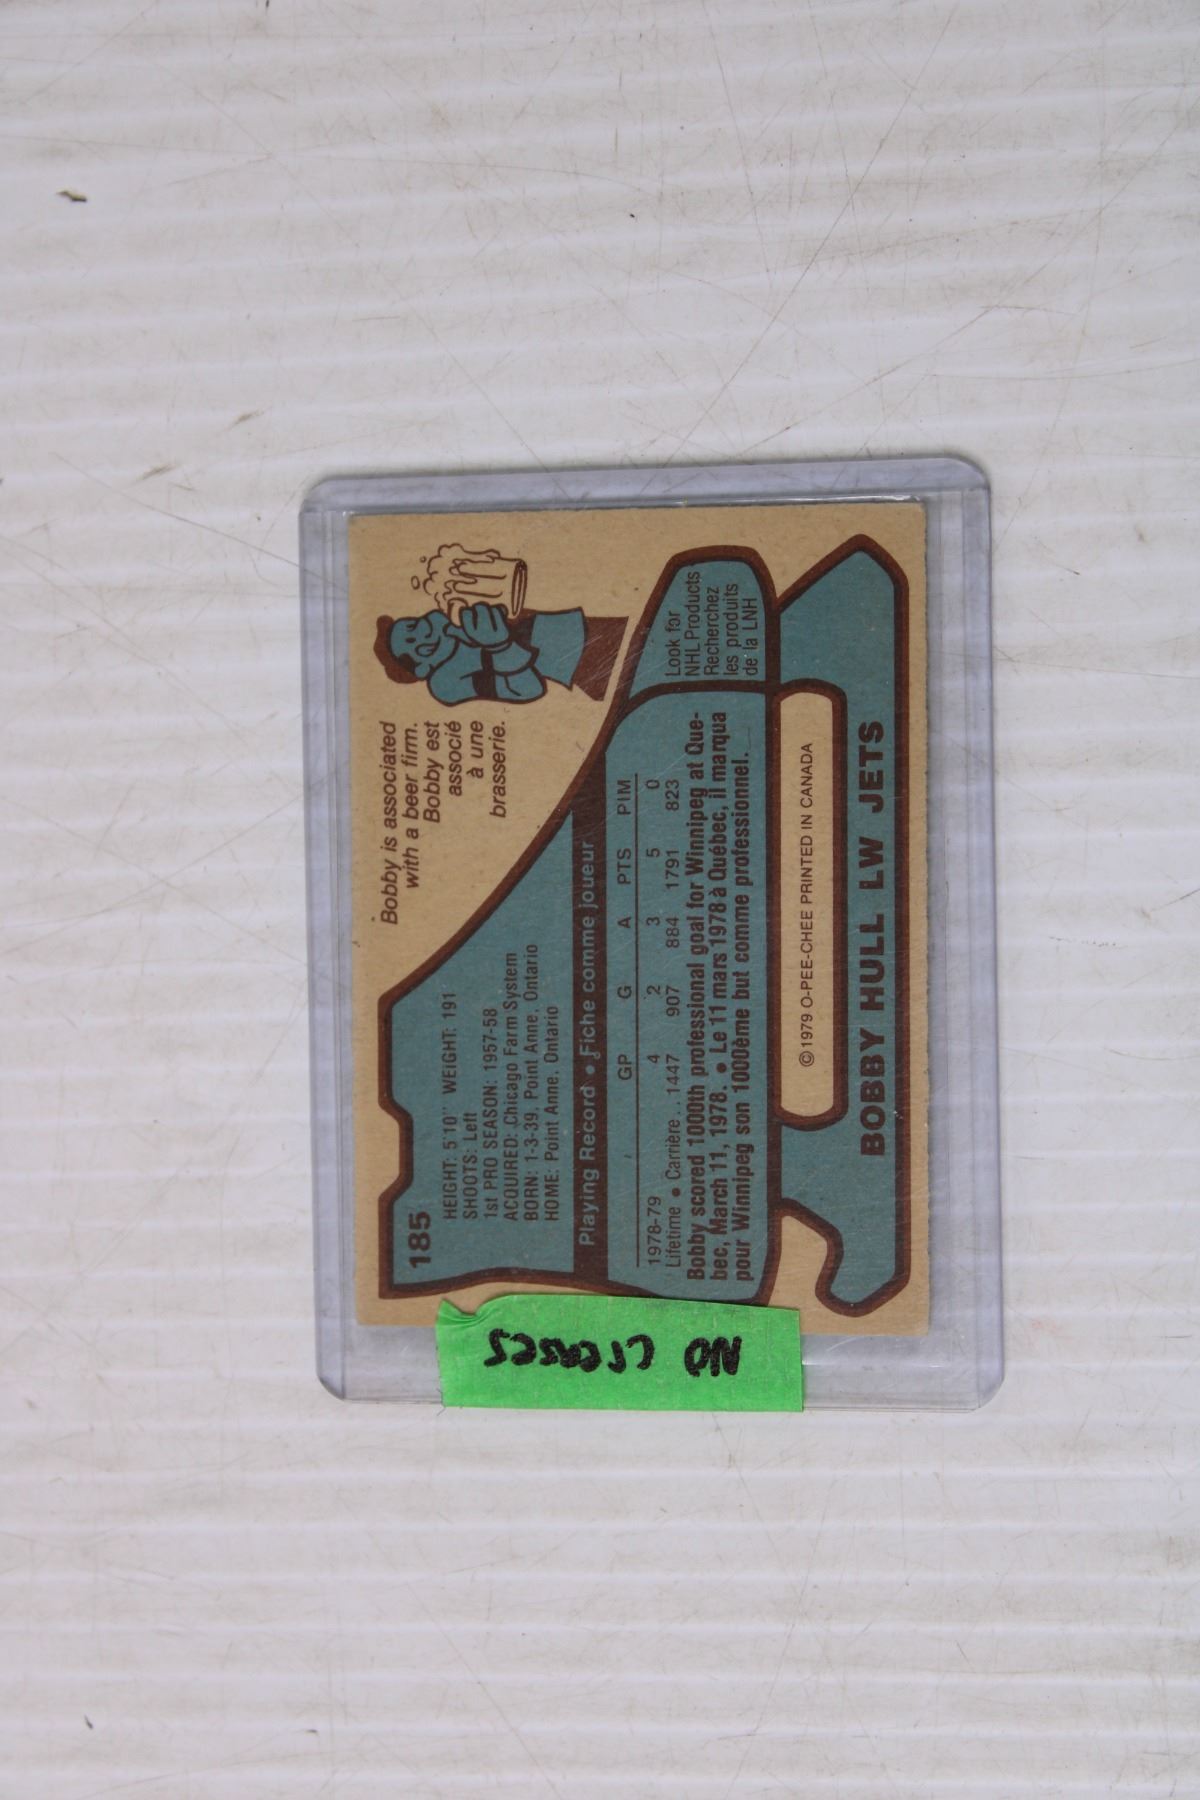 185
HEIGHT: 5'10" WEIGHT: 191
SHOOTS: Left
1st PRO SEASON: 1957-58
ACQUIRED: Chicago Farm System
BORN: 1-3-39, Point Anne, Ontario
HOME: Point Anne, Ontario
Bobby is associated
with a beer firm.
Bobby est
associé
à une
brasserie.
Playing Record • Fiche comme joueur
GP G A PTS PIM
1978-79 4 2 3 5 0
Lifetime • Carrière... 1447 907 884 1791 823
Bobby scored 1000th professional goal for Winnipeg at Que-
bec, March 11, 1978. • Le 11 mars 1978 à Québec, il marqua
pour Winnipeg son 1000ème but comme professionnel.
Look for
NHL Products
Recherchez
les produits
de la LNH
©1979 O-PEE-CHEE PRINTED IN CANADA
BOBBY HULL LW JETS
NO creases